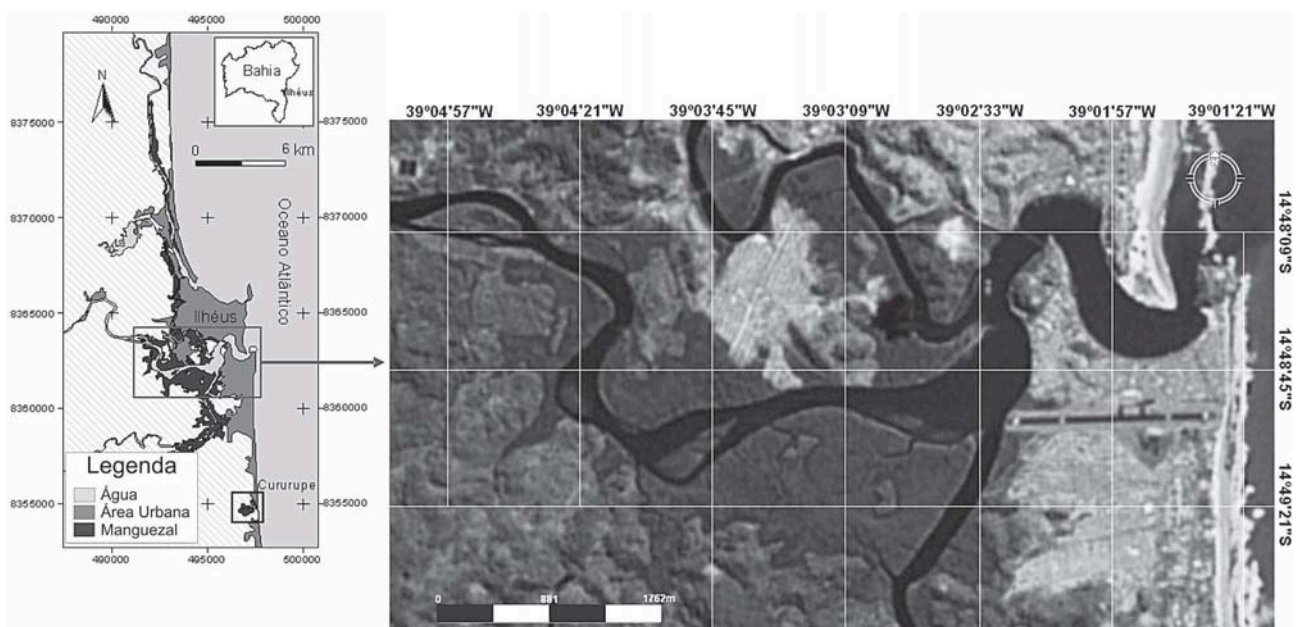 490000 495000 500000
N
Bahia
Ilhéus
8375000
8375000
0 6 km
Oceano Atlântico
8370000
8370000
Ilhéus
8365000
8365000
8360000
8360000
Legenda
Água
Área Urbana
Manguezal
Cururupe
8355000
8355000
490000 495000 500000
39°04'57"W 39°04'21"W 39°03'45"W 39°03'09"W 39°02'33"W 39°01'57"W 39°01'21"W
N
14°48'09"S
14°48'45"S
14°49'21"S
0 881 1762m